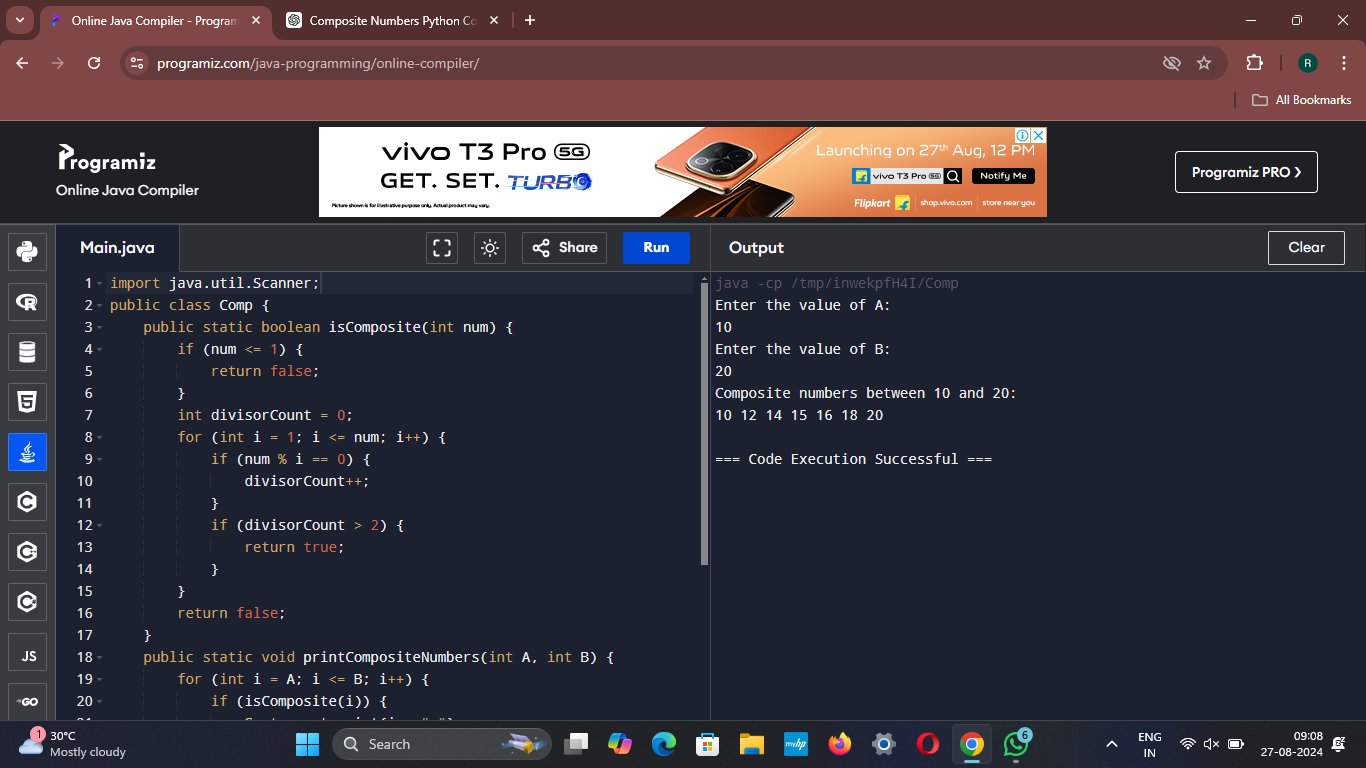 Online Java Compiler - Program
Composite Numbers Python Co
programiz.com/java-programming/online-compiler/
R
All Bookmarks
Programiz
Online Java Compiler
vivo T3 Pro 5G
GET. SET. TURBO
Picture shown is for illustrative purpose only. Actual product may vary.
Launching on 27th Aug, 12 PM
vivo T3 Pro 5G
Notify Me
Flipkart
shop.vivo.com
store near you
Programiz PRO >
Main.java
Share
Run
Output
Clear
1 import java.util.Scanner;
2 public class Comp {
3 public static boolean isComposite(int num) {
4 if (num <= 1) {
5 return false;
6 }
7 int divisorCount = 0;
8 for (int i = 1; i <= num; i++) {
9 if (num % i == 0) {
10 divisorCount++;
11 }
12 if (divisorCount > 2) {
13 return true;
14 }
15 }
16 return false;
17 }
18 public static void printCompositeNumbers(int A, int B) {
19 for (int i = A; i <= B; i++) {
20 if (isComposite(i)) {
java -cp /tmp/inwekpfH4I/Comp
Enter the value of A:
10
Enter the value of B:
20
Composite numbers between 10 and 20:
10 12 14 15 16 18 20
=== Code Execution Successful ===
JS
GO
1
30°C
Mostly cloudy
Search
myhp
6
ENG
IN
09:08
27-08-2024